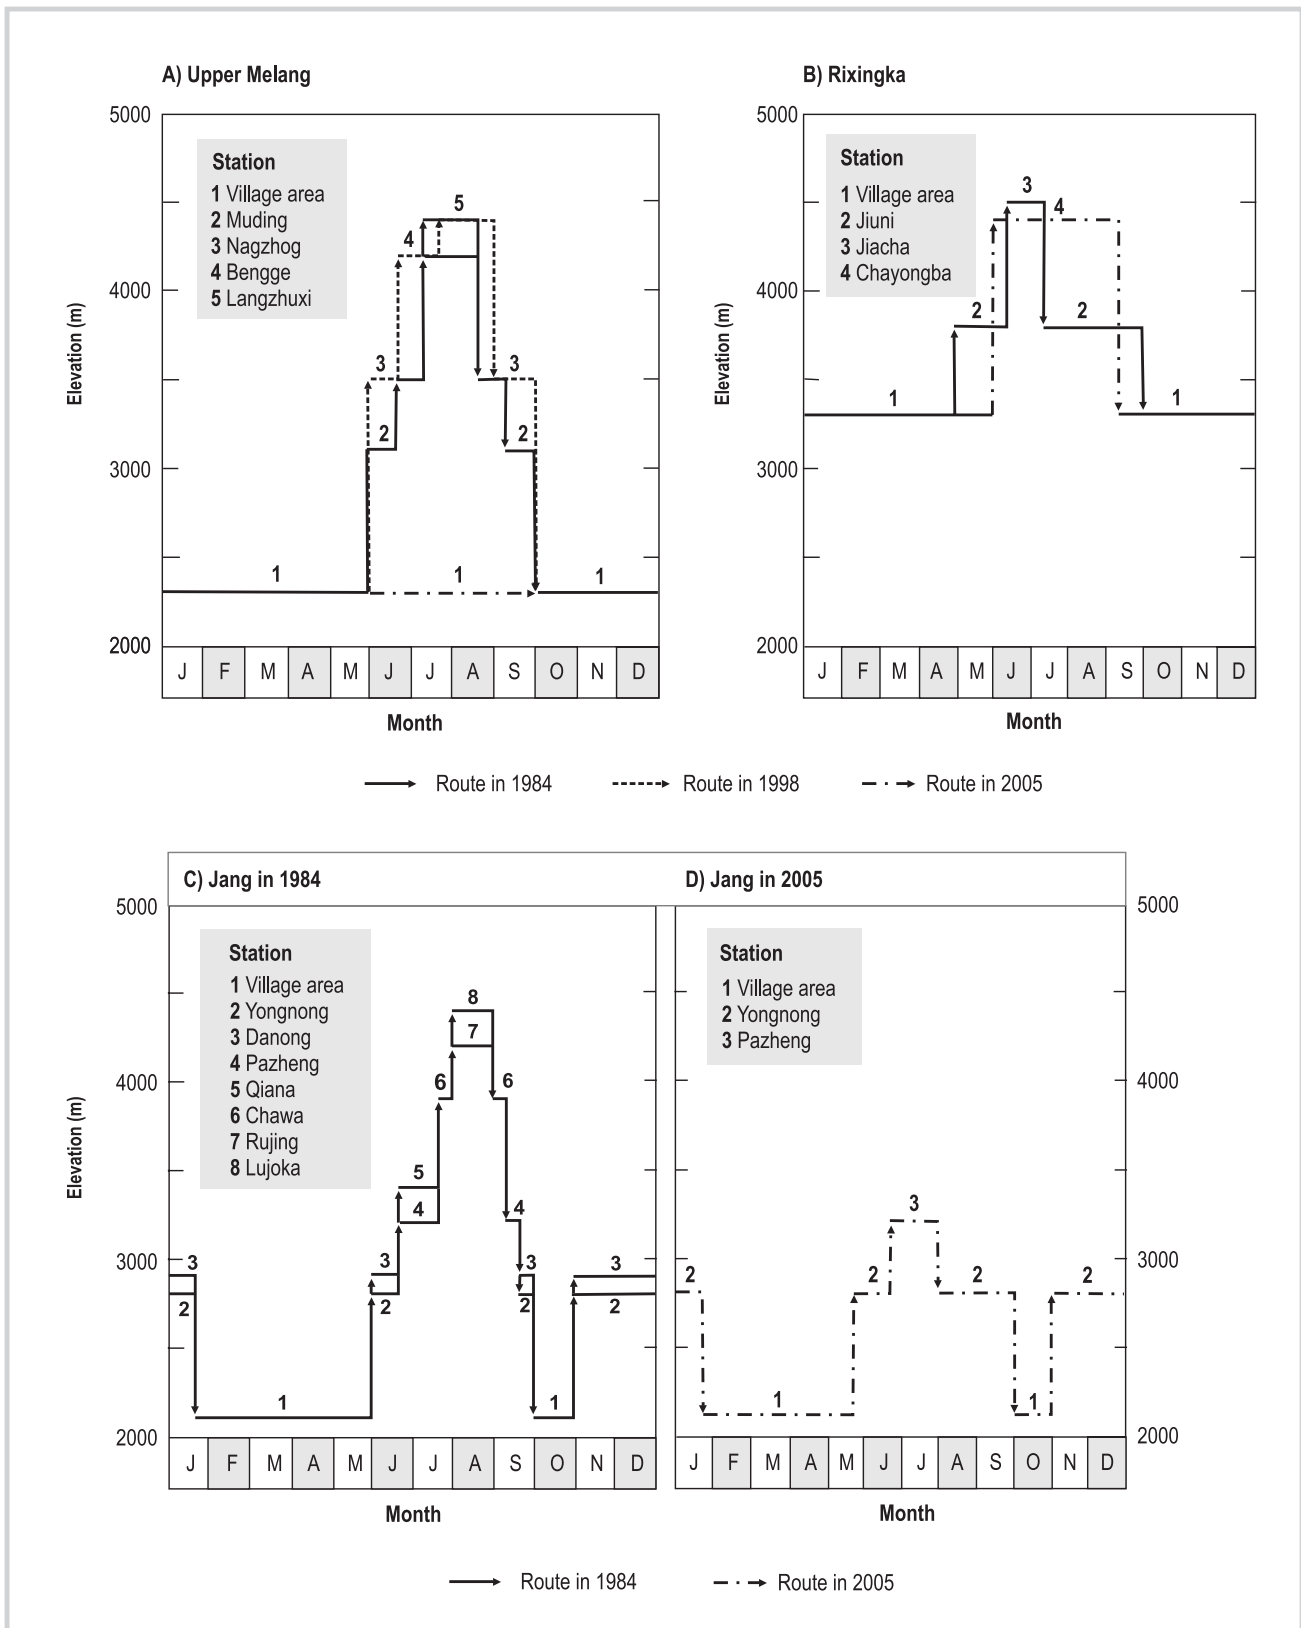 A) Upper Melang
5000
4000
3000
2000
Elevation (m)
Station
1 Village area
2 Muding
3 Nagzhog
4 Bengge
5 Langzhuxi
5
4
3
3
2
2
1
1
1
J F M A M J J A S O N D
Month
B) Rixingka
5000
4000
3000
2000
Elevation (m)
Station
1 Village area
2 Jiuni
3 Jiacha
4 Chayongba
3
4
2
2
1
1
J F M A M J J A S O N D
Month
Route in 1984
Route in 1998
Route in 2005
C) Jang in 1984
5000
4000
3000
2000
Elevation (m)
Station
1 Village area
2 Yongnong
3 Danong
4 Pazheng
5 Qiana
6 Chawa
7 Rujing
8 Lujoka
8
7
6
6
5
4
4
3
3
3
3
2
2
2
2
1
1
J F M A M J J A S O N D
Month
D) Jang in 2005
5000
4000
3000
2000
Station
1 Village area
2 Yongnong
3 Pazheng
3
2
2
2
2
1
1
J F M A M J J A S O N D
Month
Route in 1984
Route in 2005